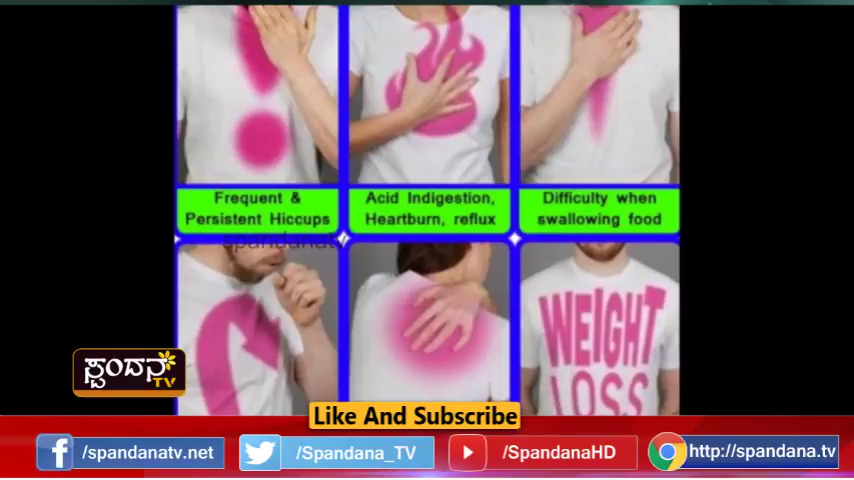 Frequent &
Persistent Hiccups
Acid Indigestion,
Heartburn, reflux
Difficulty when
swallowing food
spandanatv
WEIGHT
LOSS
ಸ್ಪಂದನ
TV
Like And Subscribe
/spandanatv.net
/Spandana_TV
/SpandanaHD
http://spandana.tv